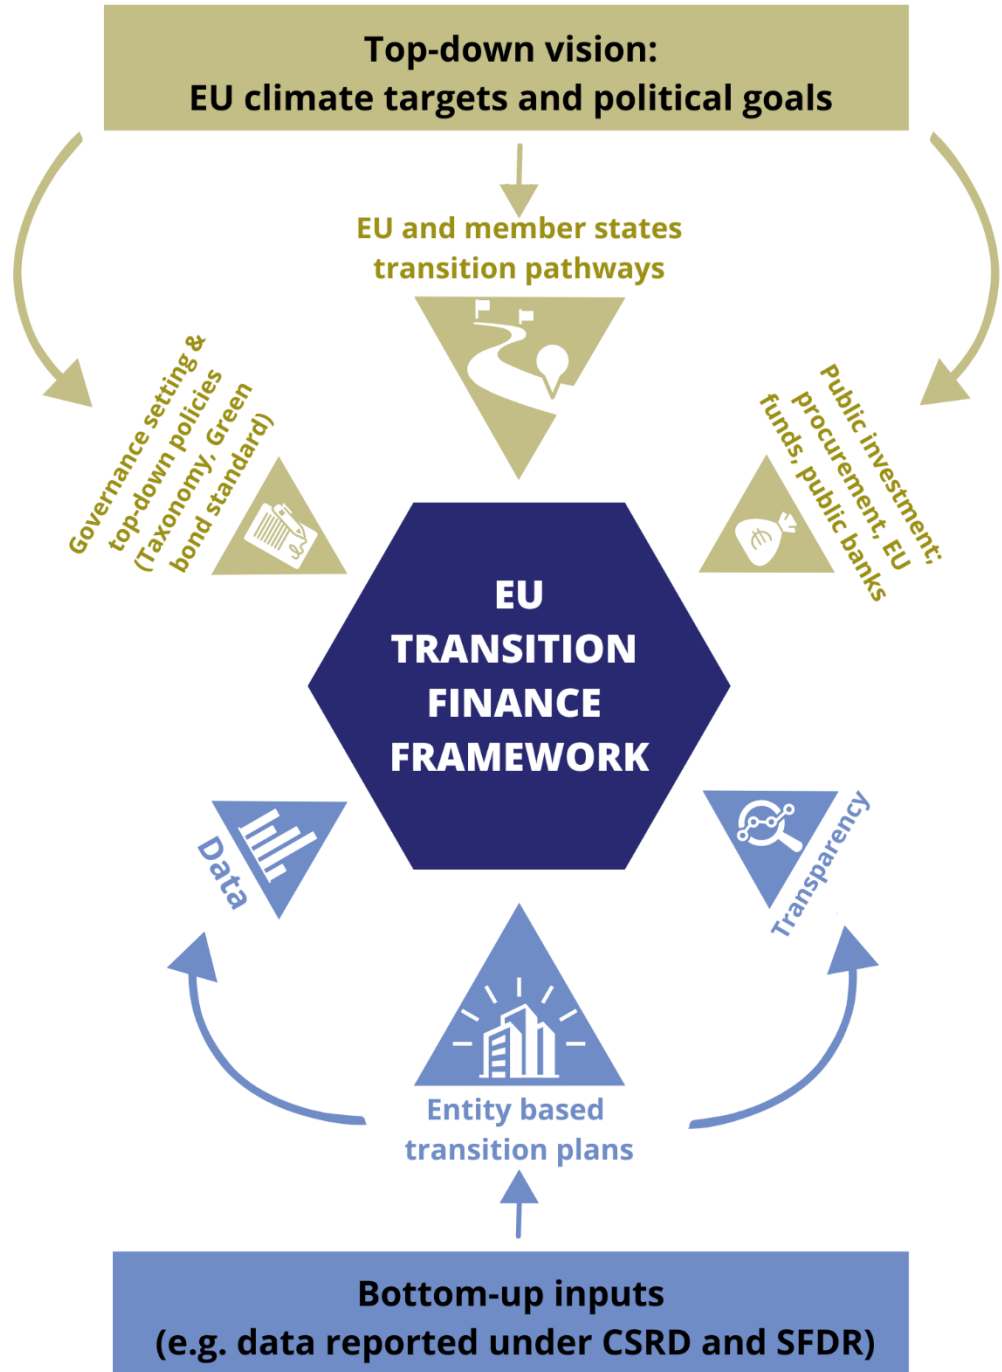 Top-down vision:
EU climate targets and political goals
EU and member states
transition pathways
Governance setting &
top-down policies
(Taxonomy, Green
bond standard)
Public investment;
procurement, EU
funds, public banks
€
EU
TRANSITION
FINANCE
FRAMEWORK
Data
Transparency
Entity based
transition plans
Bottom-up inputs
(e.g. data reported under CSRD and SFDR)